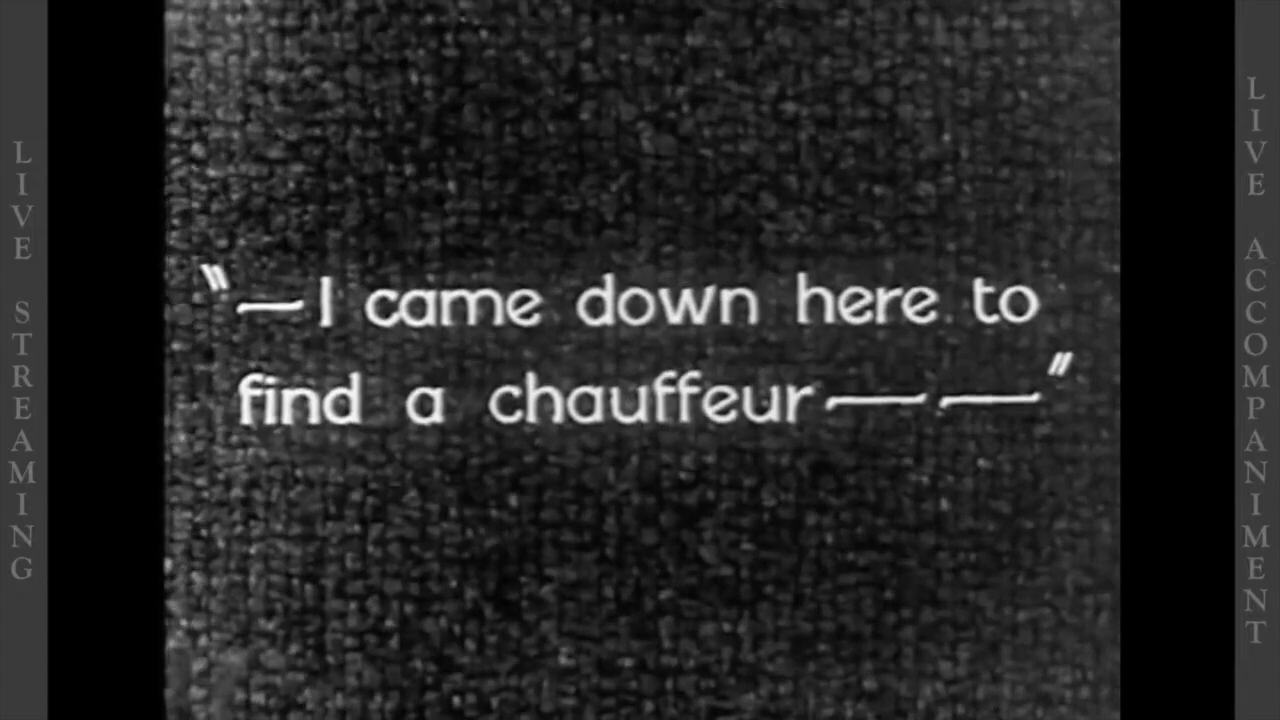 LIVE STREAMING
"—I came down here to
find a chauffeur— —"
LIVE ACCOMPANIMENT